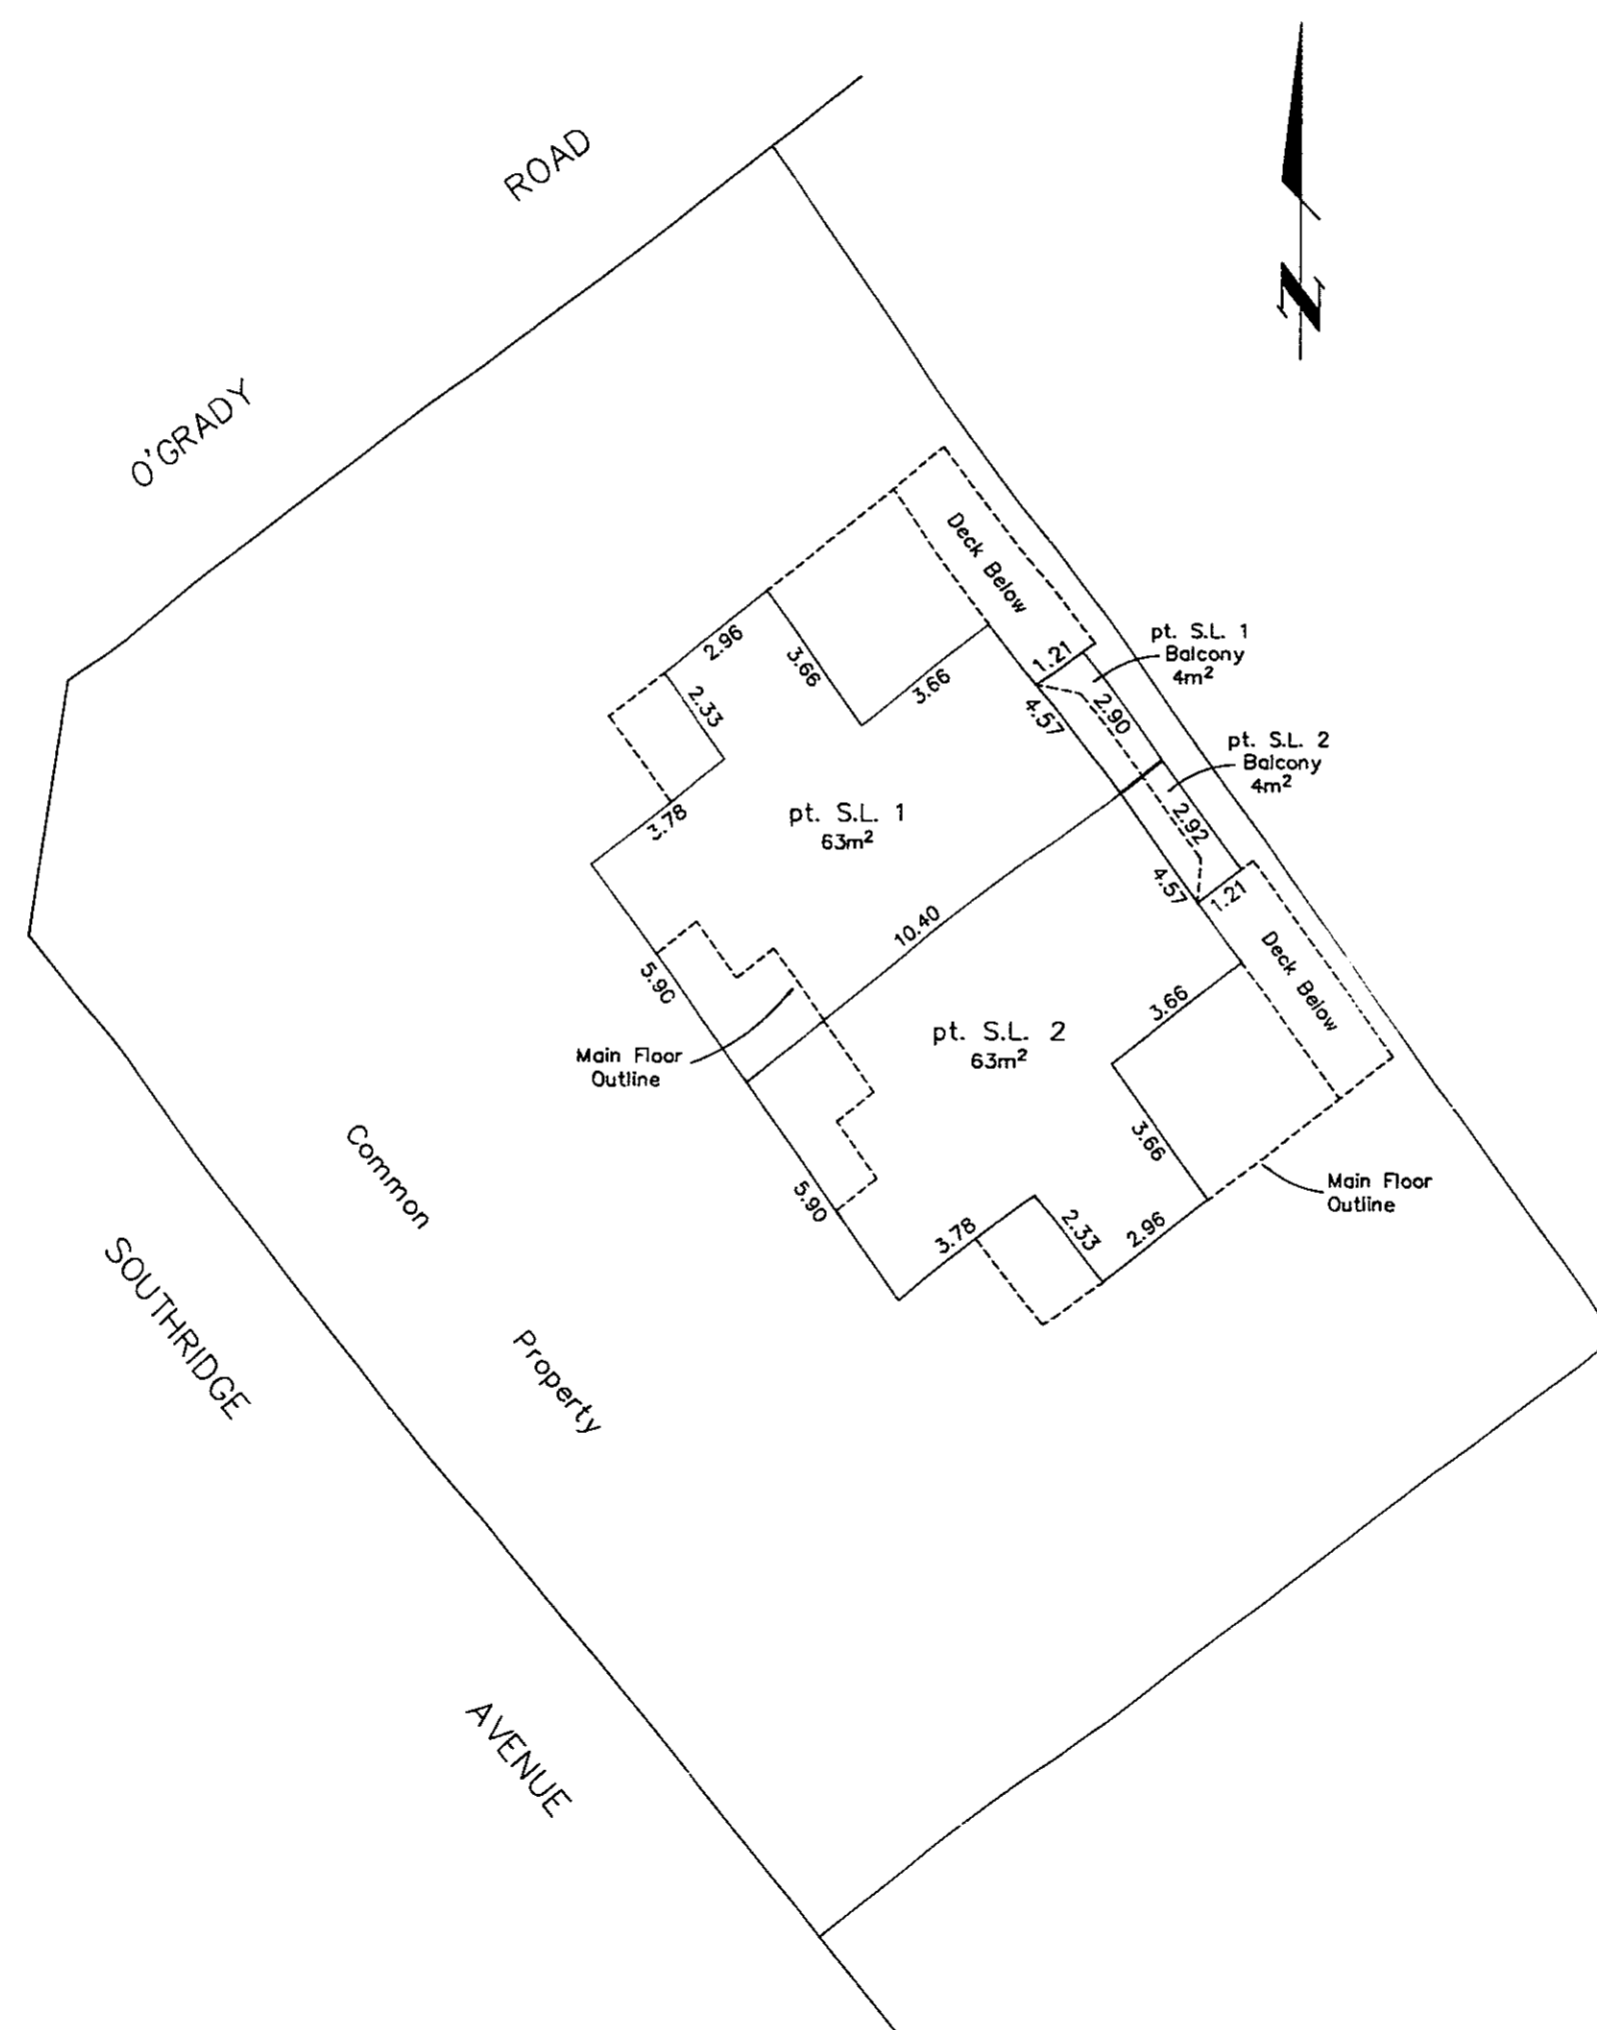 ROAD
O'GRADY
N
Deck Below
2.96
3.66
3.66
2.33
1.21
pt. S.L. 1
Balcony
4m²
4.57
2.90
pt. S.L. 2
Balcony
4m²
3.78
pt. S.L. 1
63m²
2.92
4.57
1.21
10.40
5.90
Deck Below
3.66
pt. S.L. 2
63m²
Main Floor
Outline
3.66
Main Floor
Outline
5.90
3.78
2.33
2.96
Common
Property
SOUTHRIDGE
AVENUE